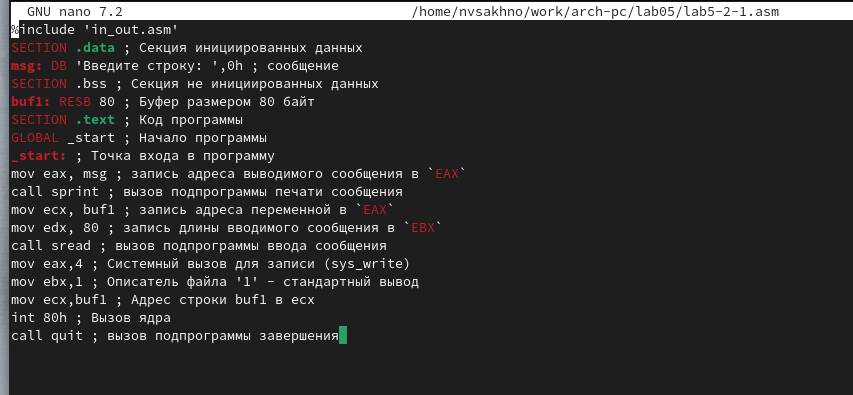 GNU nano 7.2 /home/nvsakhno/work/arch-pc/lab05/lab5-2-1.asm
%include 'in_out.asm'
SECTION .data ; Секция инициированных данных
msg: DB 'Введите строку: ',0h ; сообщение
SECTION .bss ; Секция не инициированных данных
buf1: RESB 80 ; Буфер размером 80 байт
SECTION .text ; Код программы
GLOBAL _start ; Начало программы
_start: ; Точка входа в программу
mov eax, msg ; запись адреса выводимого сообщения в `EAX`
call sprint ; вызов подпрограммы печати сообщения
mov ecx, buf1 ; запись адреса переменной в `EAX`
mov edx, 80 ; запись длины вводимого сообщения в `EBX`
call sread ; вызов подпрограммы ввода сообщения
mov eax,4 ; Системный вызов для записи (sys_write)
mov ebx,1 ; Описатель файла '1' - стандартный вывод
mov ecx,buf1 ; Адрес строки buf1 в ecx
int 80h ; Вызов ядра
call quit ; вызов подпрограммы завершения